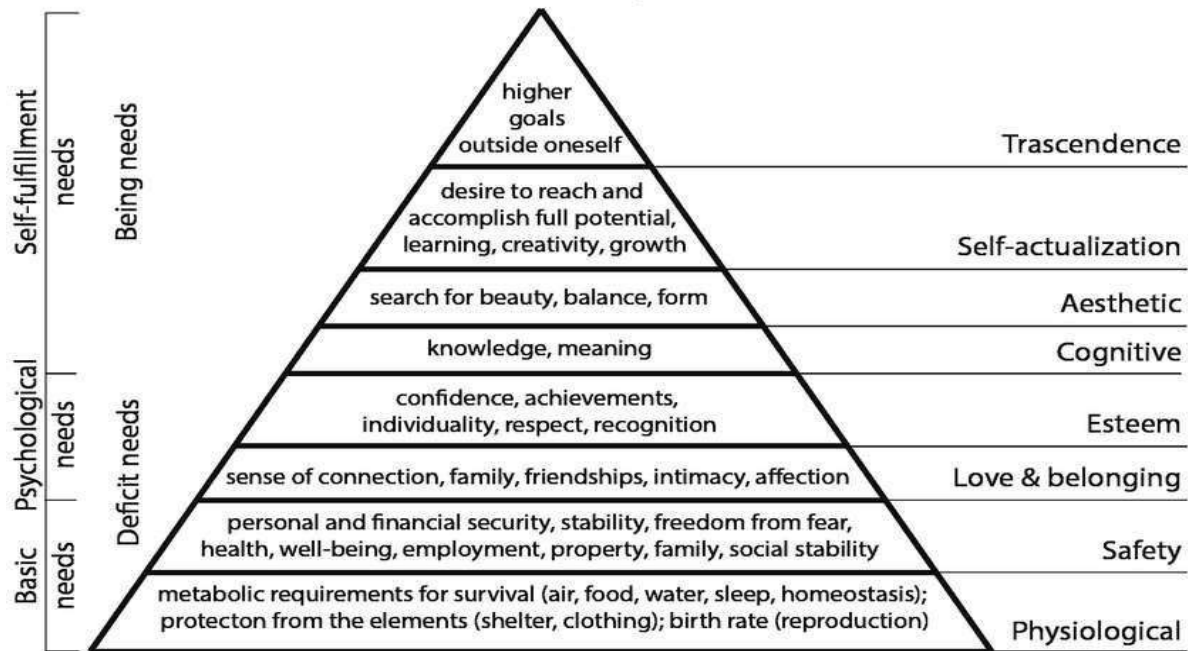 higher
goals
outside oneself
Trascendence
desire to reach and
accomplish full potential,
learning, creativity, growth
Self-actualization
search for beauty, balance, form
Aesthetic
knowledge, meaning
Cognitive
confidence, achievements,
individuality, respect, recognition
Esteem
sense of connection, family, friendships, intimacy, affection
Love & belonging
personal and financial security, stability, freedom from fear,
health, well-being, employment, property, family, social stability
Safety
metabolic requirements for survival (air, food, water, sleep, homeostasis);
protecton from the elements (shelter, clothing); birth rate (reproduction)
Physiological
Self-fulfillment
needs
Being needs
Psychological
needs
Deficit needs
Basic
needs